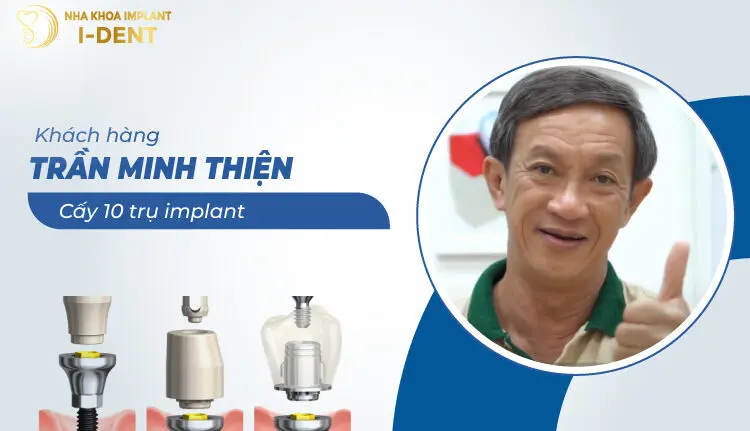 NHA KHOA IMPLANT
I-DENT
Khách hàng
TRẦN MINH THIỆN
Cấy 10 trụ implant